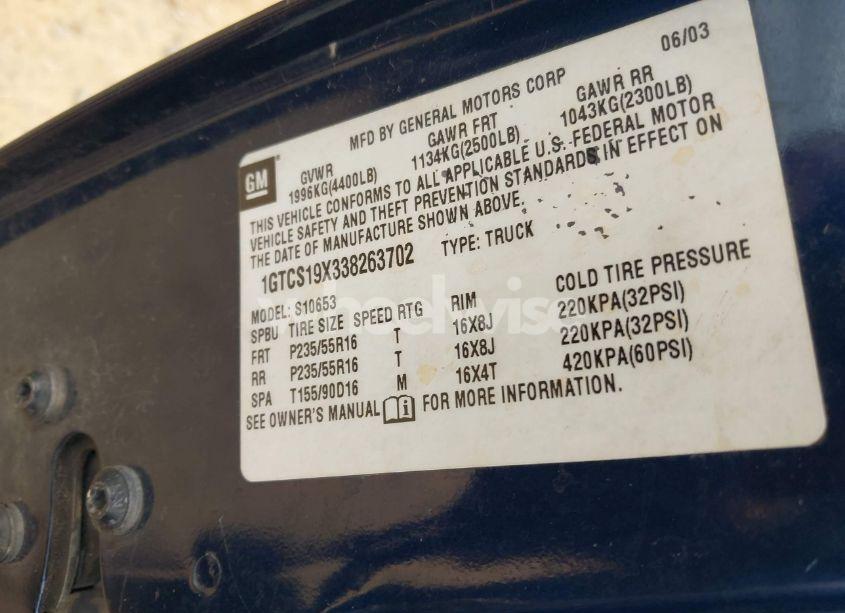 06/03
MFD BY GENERAL MOTORS CORP
GM
GVWR GAWR FRT GAWR RR
1996KG(4400LB) 1134KG(2500LB) 1043KG(2300LB)
THIS VEHICLE CONFORMS TO ALL APPLICABLE U.S. FEDERAL MOTOR
VEHICLE SAFETY AND THEFT PREVENTION STANDARDS IN EFFECT ON
THE DATE OF MANUFACTURE SHOWN ABOVE.
1GTCS19X338263702 TYPE: TRUCK
MODEL: S10653
SPBU TIRE SIZE SPEED RTG RIM COLD TIRE PRESSURE
FRT P235/55R16 T 16X8J 220KPA(32PSI)
RR P235/55R16 T 16X8J 220KPA(32PSI)
SPA T155/90D16 M 16X4T 420KPA(60PSI)
SEE OWNER'S MANUAL i FOR MORE INFORMATION.